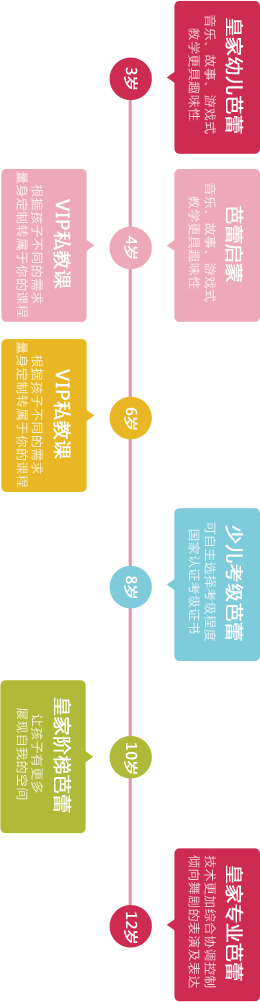 皇家幼儿芭蕾
音乐、故事、游戏式
教学更具趣味性
3岁
芭蕾启蒙
音乐、故事、游戏式
教学更具趣味性
4岁
VIP私教课
根据孩子不同的需求
量身定制转属于你的课程
6岁
VIP私教课
根据孩子不同的需求
量身定制转属于你的课程
少儿考级芭蕾
可自主选择考级程度
国家认证考级证书
8岁
10岁
皇家阶梯芭蕾
让孩子有更多
展现自我的空间
皇家专业芭蕾
技术更加综合协调控制
倾向舞剧的表演及表达
12岁